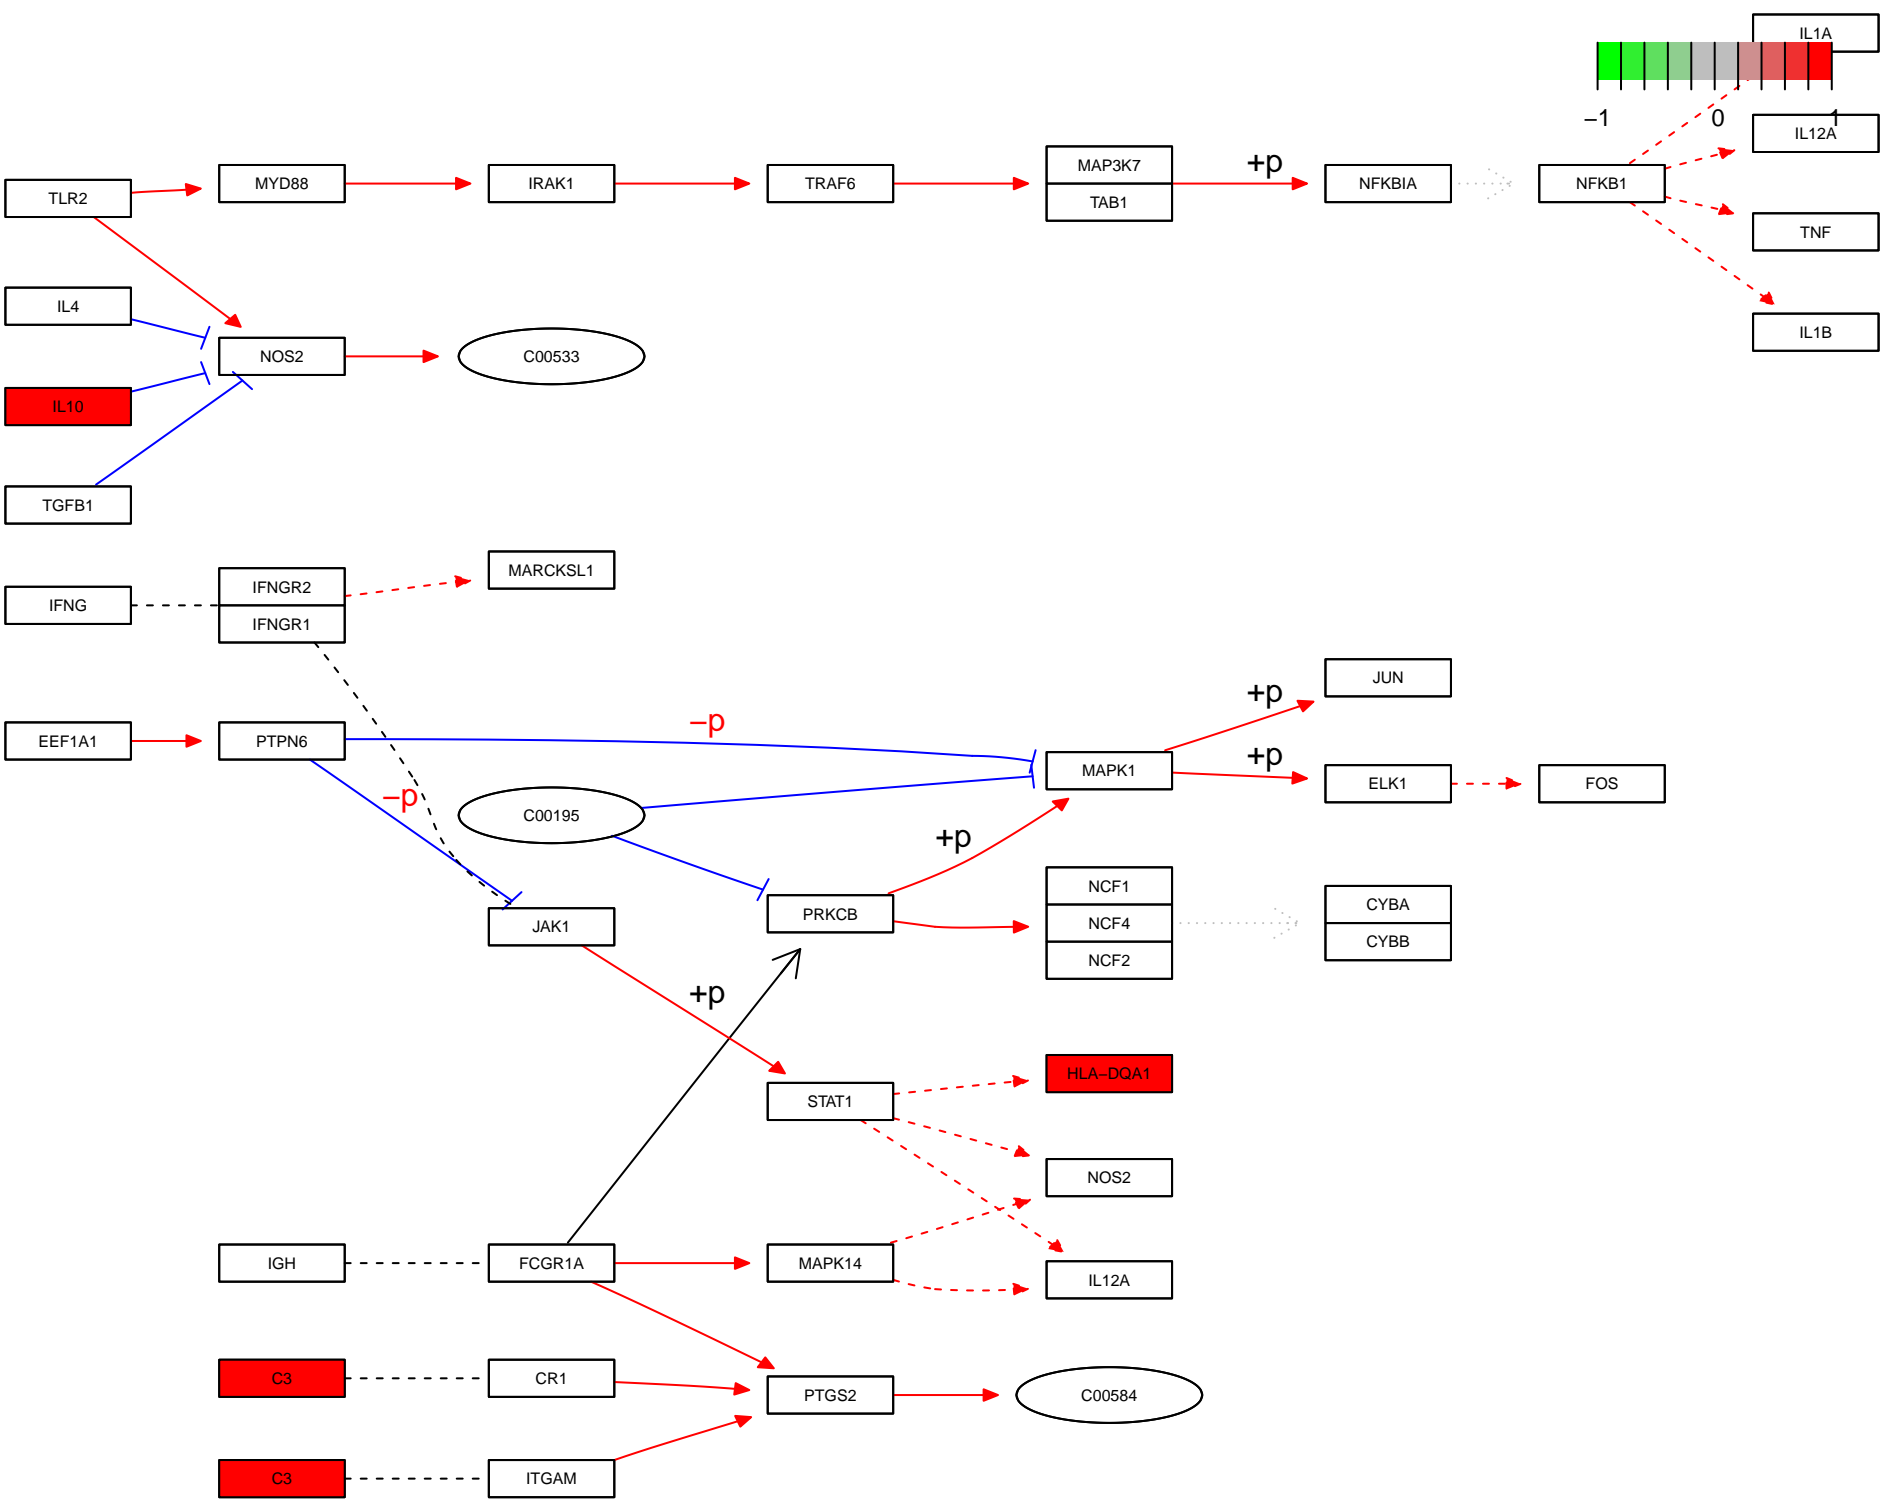 IL1A
−1 0 1
IL12A
MAP3K7
+p
TLR2
MYD88
IRAK1
TRAF6
TAB1
NFKBIA
NFKB1
TNF
IL4
IL1B
NOS2
C00533
IL10
TGFB1
IFNG
IFNGR2
IFNGR1
MARCKSL1
JUN
+p
EEF1A1
PTPN6
−p
MAPK1
+p
ELK1
FOS
−p
C00195
+p
NCF1
PRKCB
NCF4
NCF2
CYBA
CYBB
JAK1
+p
HLA−DQA1
STAT1
NOS2
IGH
FCGR1A
MAPK14
IL12A
C3
CR1
PTGS2
C00584
C3
ITGAM